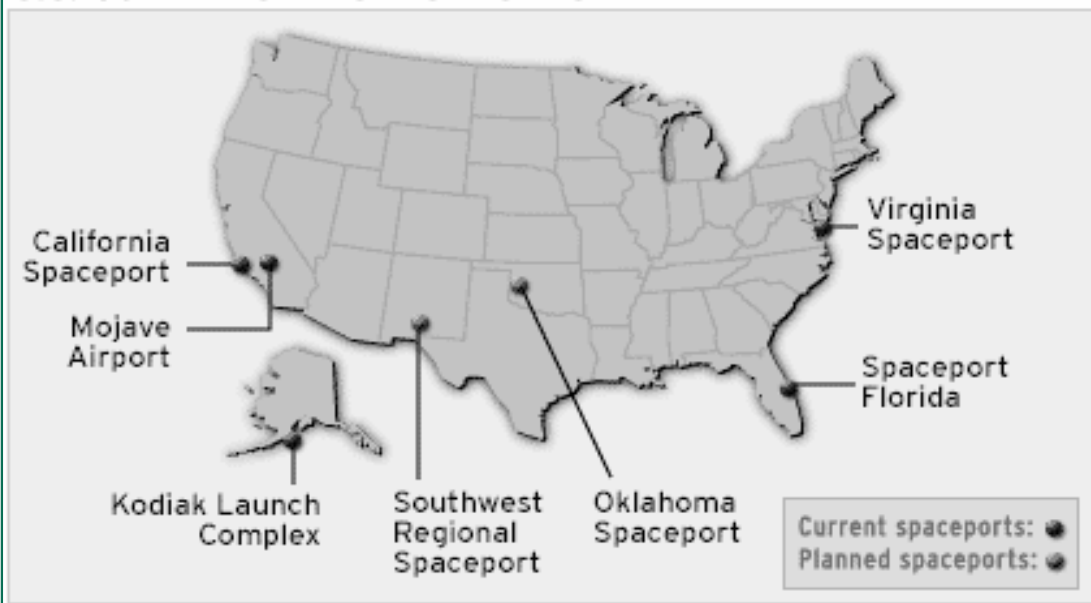 California
Spaceport
Mojave
Airport
Kodiak Launch
Complex
Southwest
Regional
Spaceport
Oklahoma
Spaceport
Virginia
Spaceport
Spaceport
Florida
Current spaceports:
Planned spaceports: